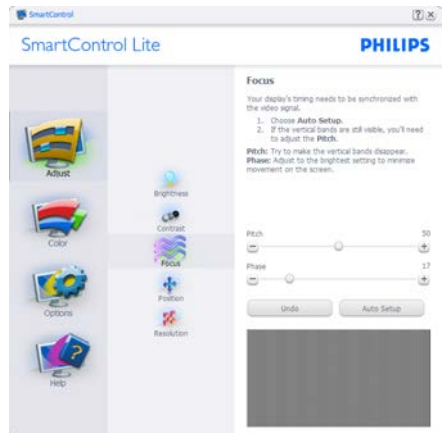 SmartControl
SmartControl Lite
PHILIPS
Adjust
Color
Options
Help
Brightness
Contrast
Focus
Position
Resolution
Focus
Your display's timing needs to be synchronized with
the video signal.
1. Choose Auto Setup.
2. If the vertical bands are still visible, you'll need
to adjust the Pitch.
Pitch: Try to make the vertical bands disappear.
Phase: Adjust to the brightest setting to minimize
movement on the screen.
Pitch 50
Phase 17
Undo Auto Setup